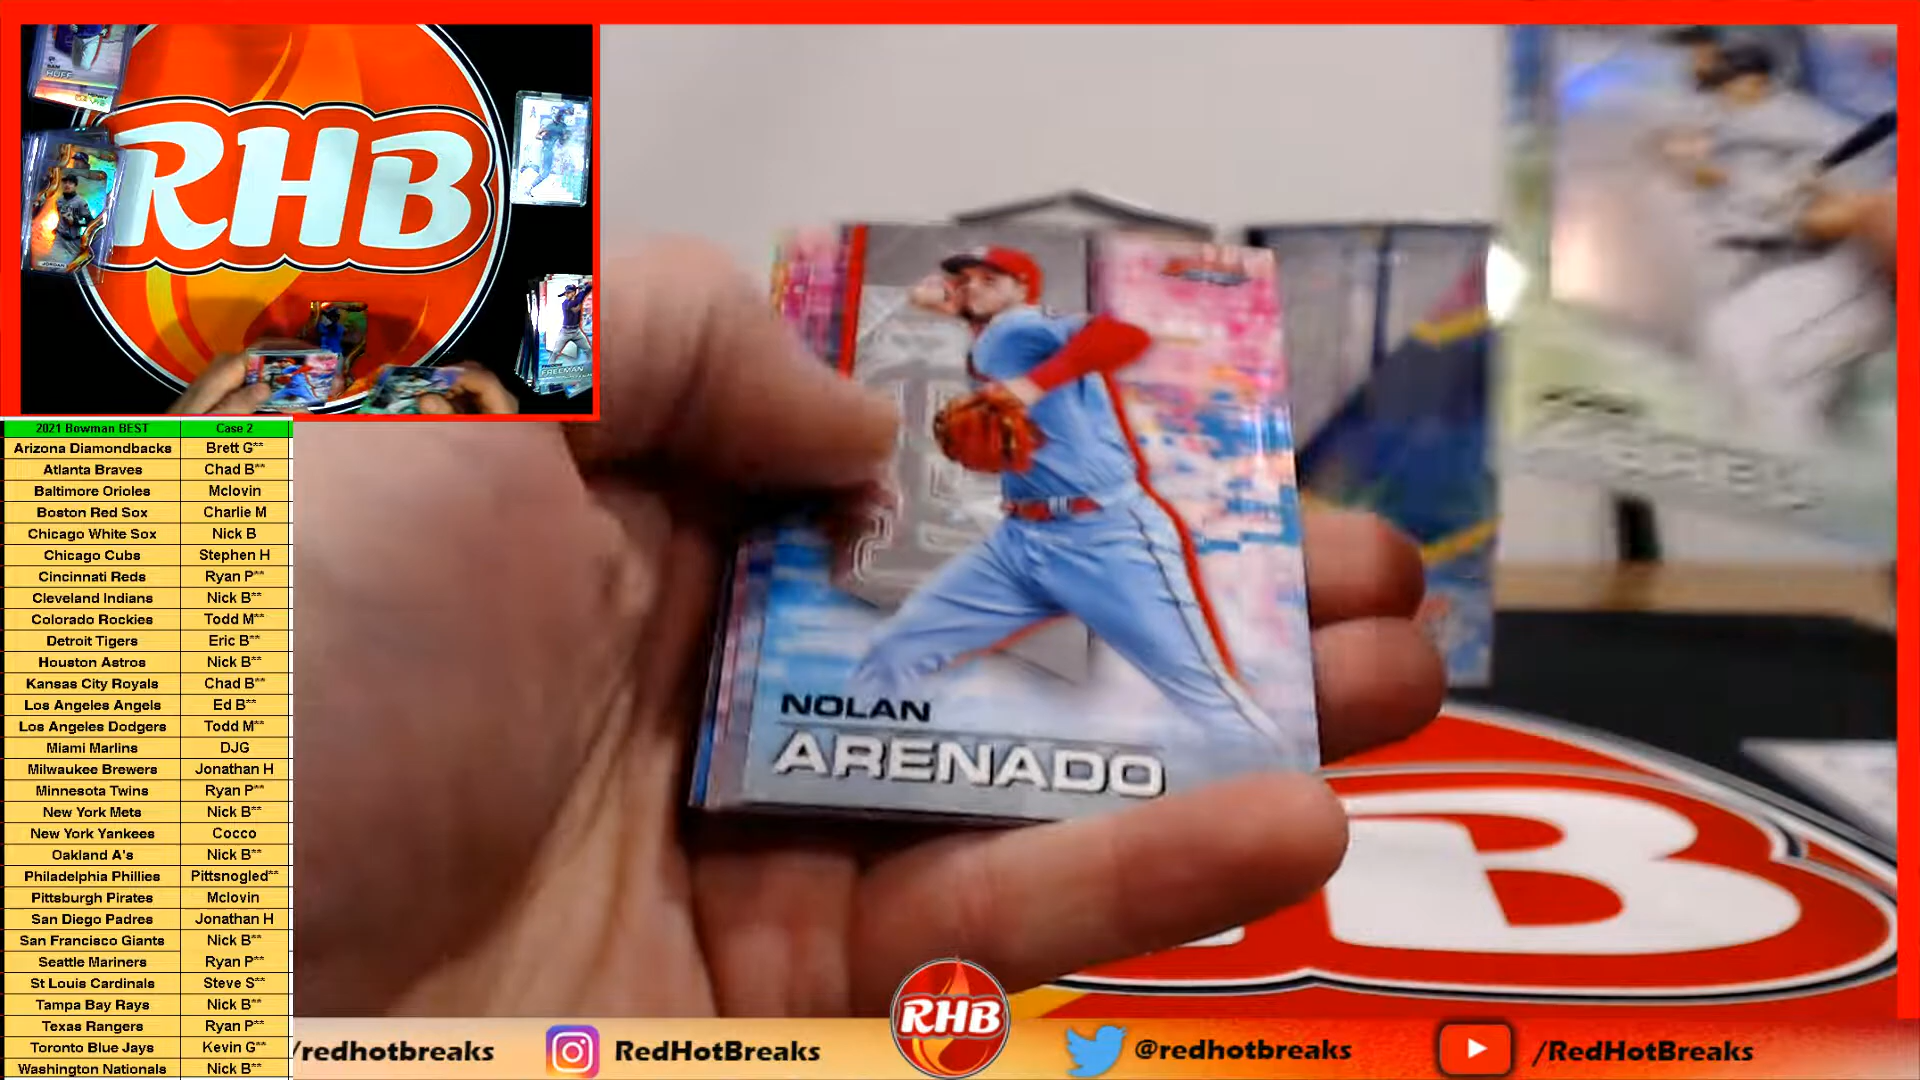 SAM
HUFF
JORDAN
RHB
FREEMAN
2021 Bowman BEST Case 2
Arizona Diamondbacks Brett G**
Atlanta Braves Chad B**
Baltimore Orioles Mclovin
Boston Red Sox Charlie M
Chicago White Sox Nick B
Chicago Cubs Stephen H
Cincinnati Reds Ryan P**
Cleveland Indians Nick B**
Colorado Rockies Todd M**
Detroit Tigers Eric B**
Houston Astros Nick B**
Kansas City Royals Chad B**
Los Angeles Angels Ed B**
Los Angeles Dodgers Todd M**
Miami Marlins DJG
Milwaukee Brewers Jonathan H
Minnesota Twins Ryan P**
New York Mets Nick B**
New York Yankees Cocco
Oakland A's Nick B**
Philadelphia Phillies Pittsnogled**
Pittsburgh Pirates Mclovin
San Diego Padres Jonathan H
San Francisco Giants Nick B**
Seattle Mariners Ryan P**
St Louis Cardinals Steve S**
Tampa Bay Rays Nick B**
Texas Rangers Ryan P**
Toronto Blue Jays Kevin G**
Washington Nationals Nick B**
NOLAN
ARENADO
B
/redhotbreaks
RedHotBreaks
RHB
@redhotbreaks
/RedHotBreaks